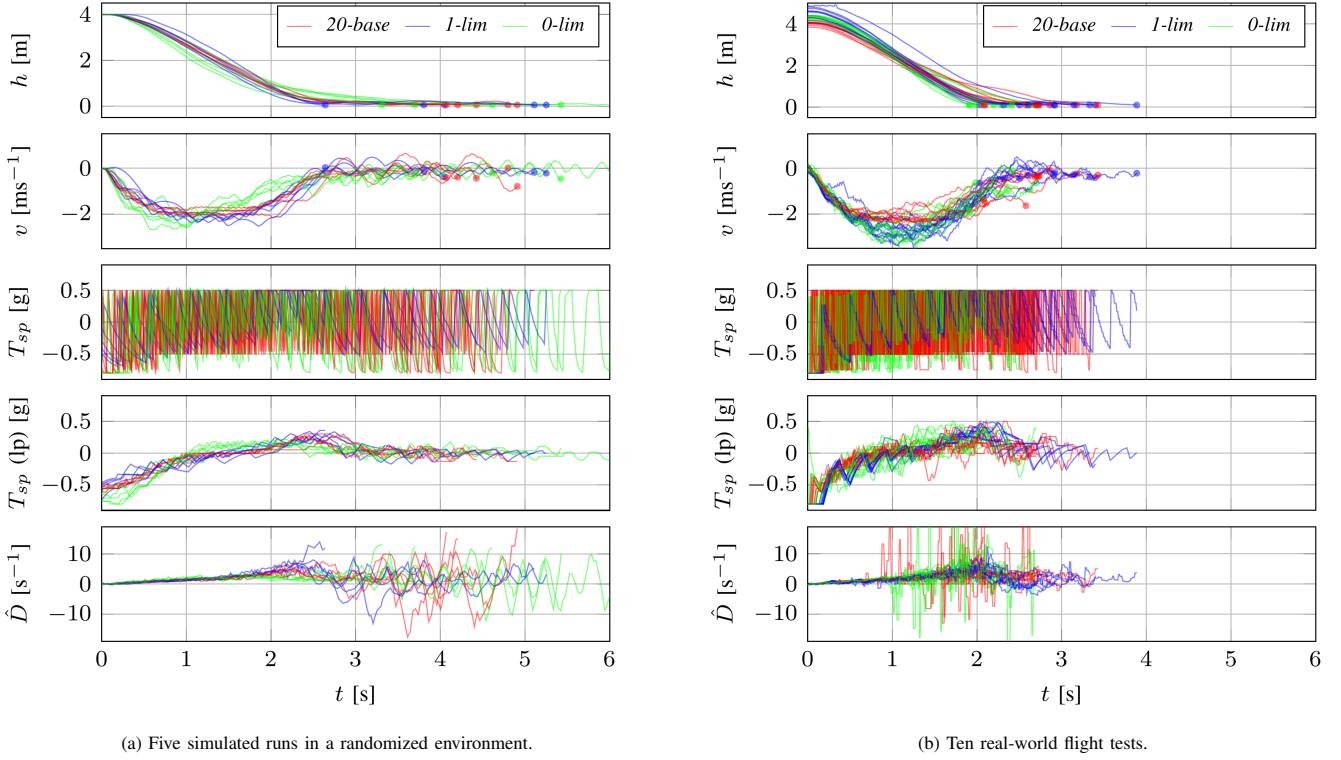 20-base 1-lim 0-lim
h [m]
4
2
0
v [ms⁻¹]
0
−2
T_sp [g]
0.5
0
−0.5
T_sp (lp) [g]
0.5
0
−0.5
D̂ [s⁻¹]
10
0
−10
0 1 2 3 4 5 6
t [s]
(a) Five simulated runs in a randomized environment.
20-base 1-lim 0-lim
h [m]
4
2
0
v [ms⁻¹]
0
−2
T_sp [g]
0.5
0
−0.5
T_sp (lp) [g]
0.5
0
−0.5
D̂ [s⁻¹]
10
0
−10
0 1 2 3 4 5 6
t [s]
(b) Ten real-world flight tests.